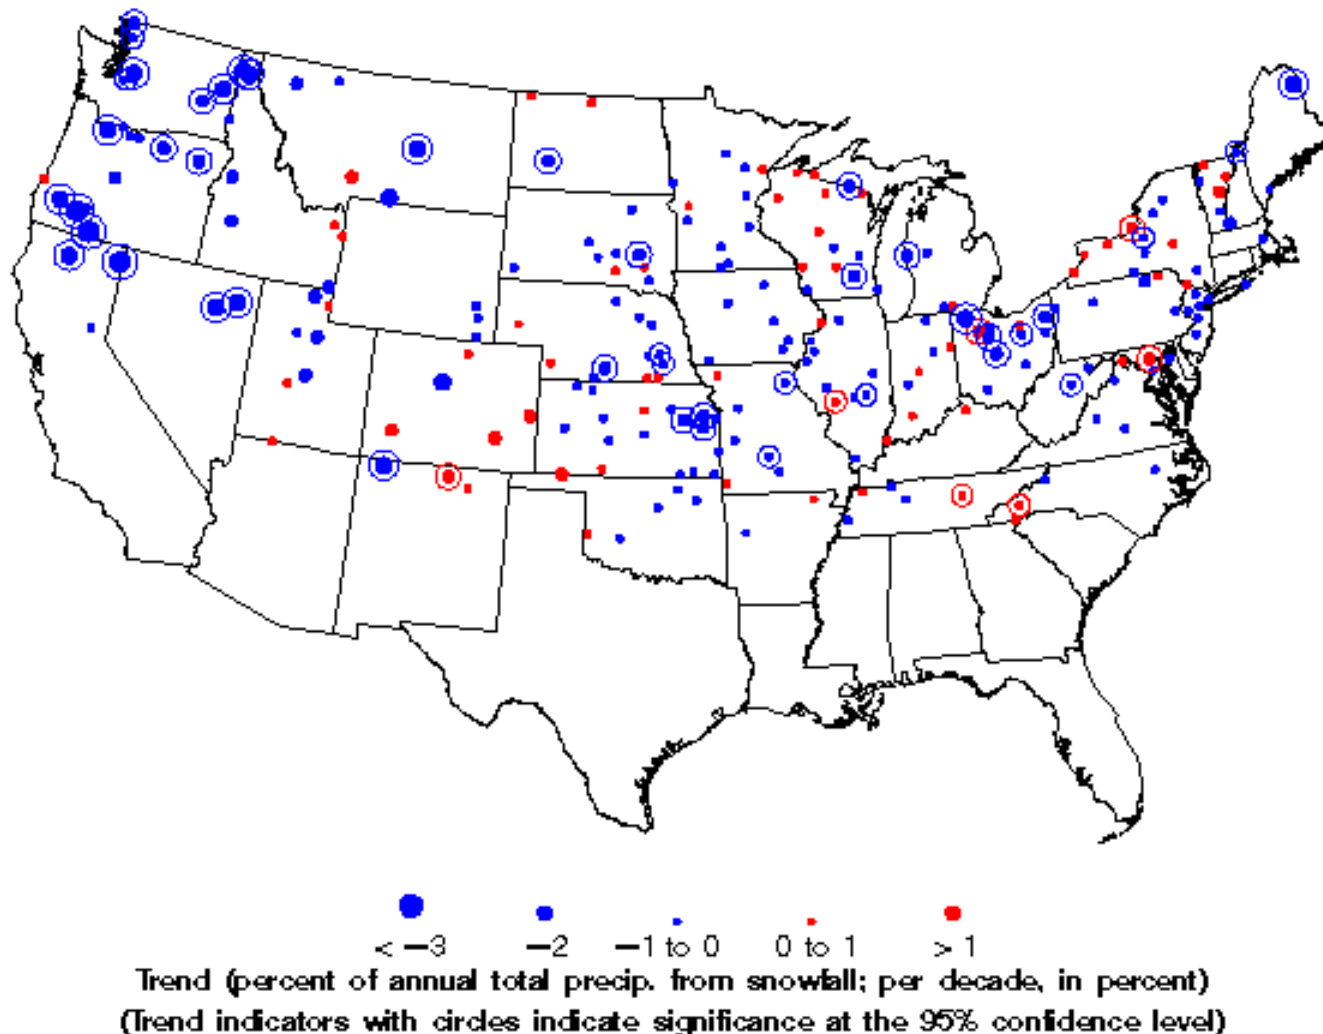 < −3 −2 −1 to 0 0 to 1 > 1
Trend (percent of annual total precip. from snowfall; per decade, in percent)
(Trend indicators with circles indicate significance at the 95% confidence level)